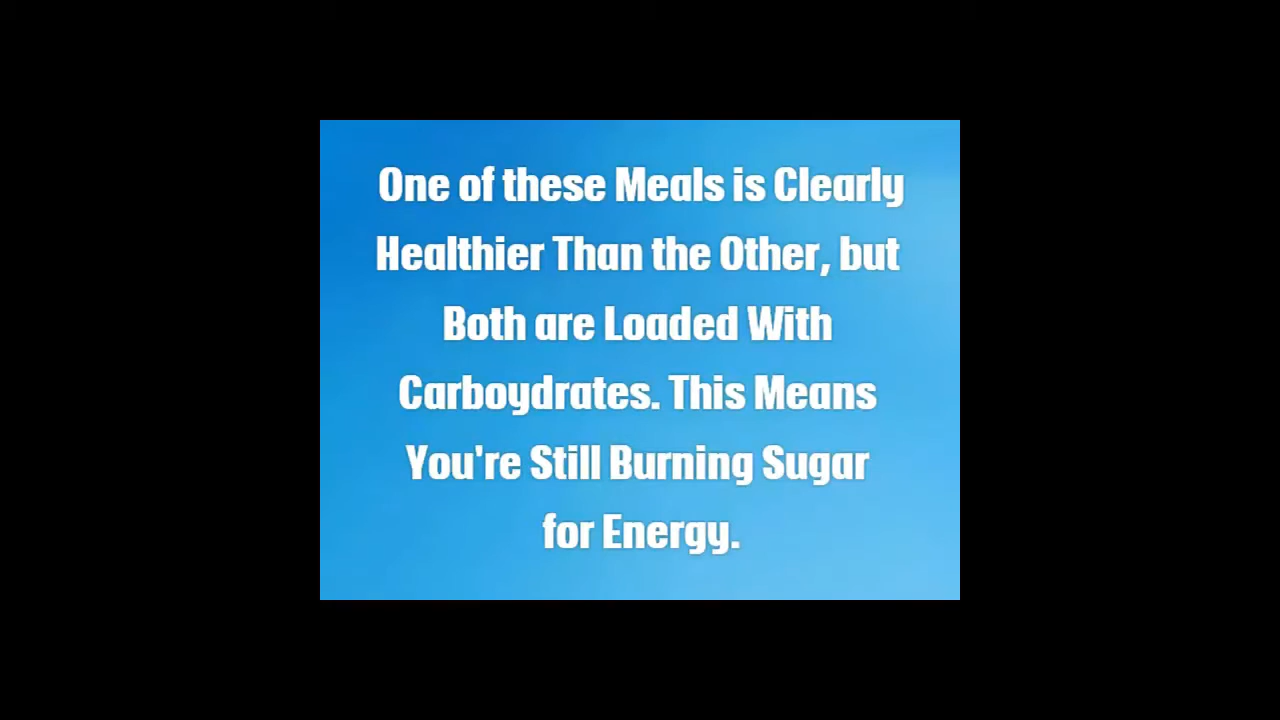 One of these Meals is Clearly
Healthier Than the Other, but
Both are Loaded With
Carboydrates. This Means
You're Still Burning Sugar
for Energy.